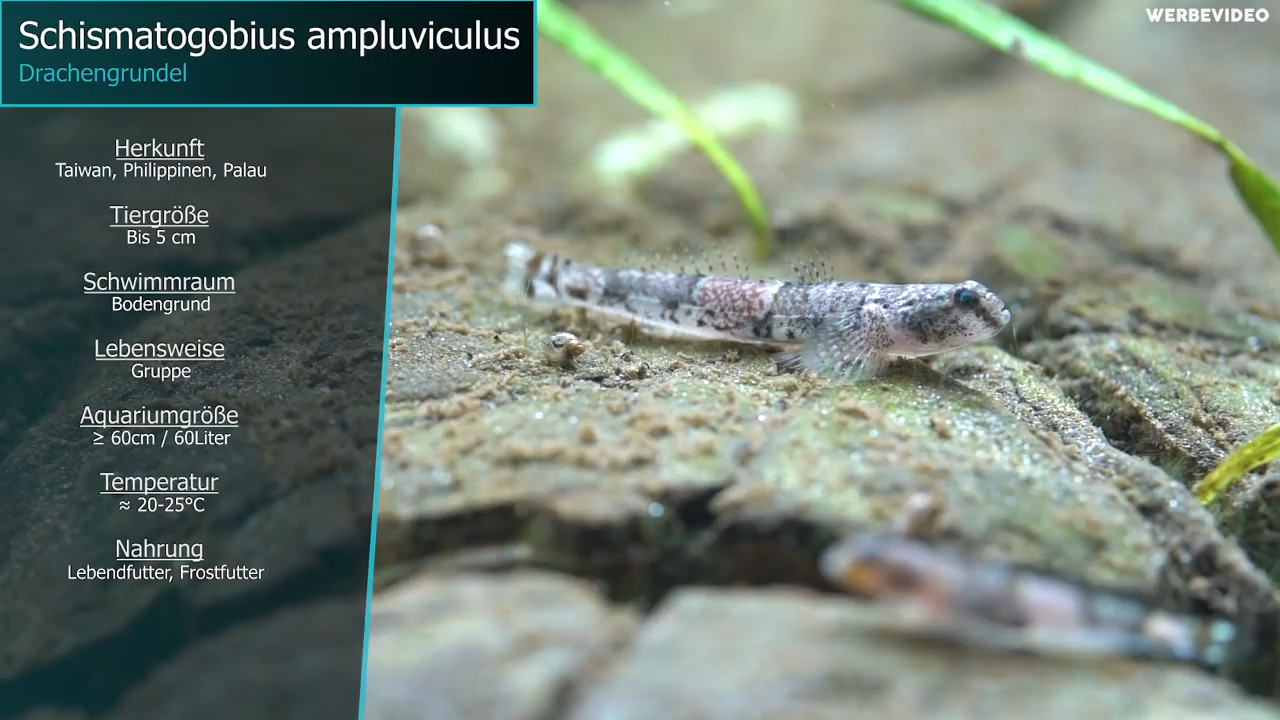 Schismatogobius ampluviculus
Drachengrundel
WERBEVIDEO
Herkunft
Taiwan, Philippinen, Palau
Tiergröße
Bis 5 cm
Schwimmraum
Bodengrund
Lebensweise
Gruppe
Aquariumgröße
≥ 60cm / 60Liter
Temperatur
≈ 20-25°C
Nahrung
Lebendfutter, Frostfutter